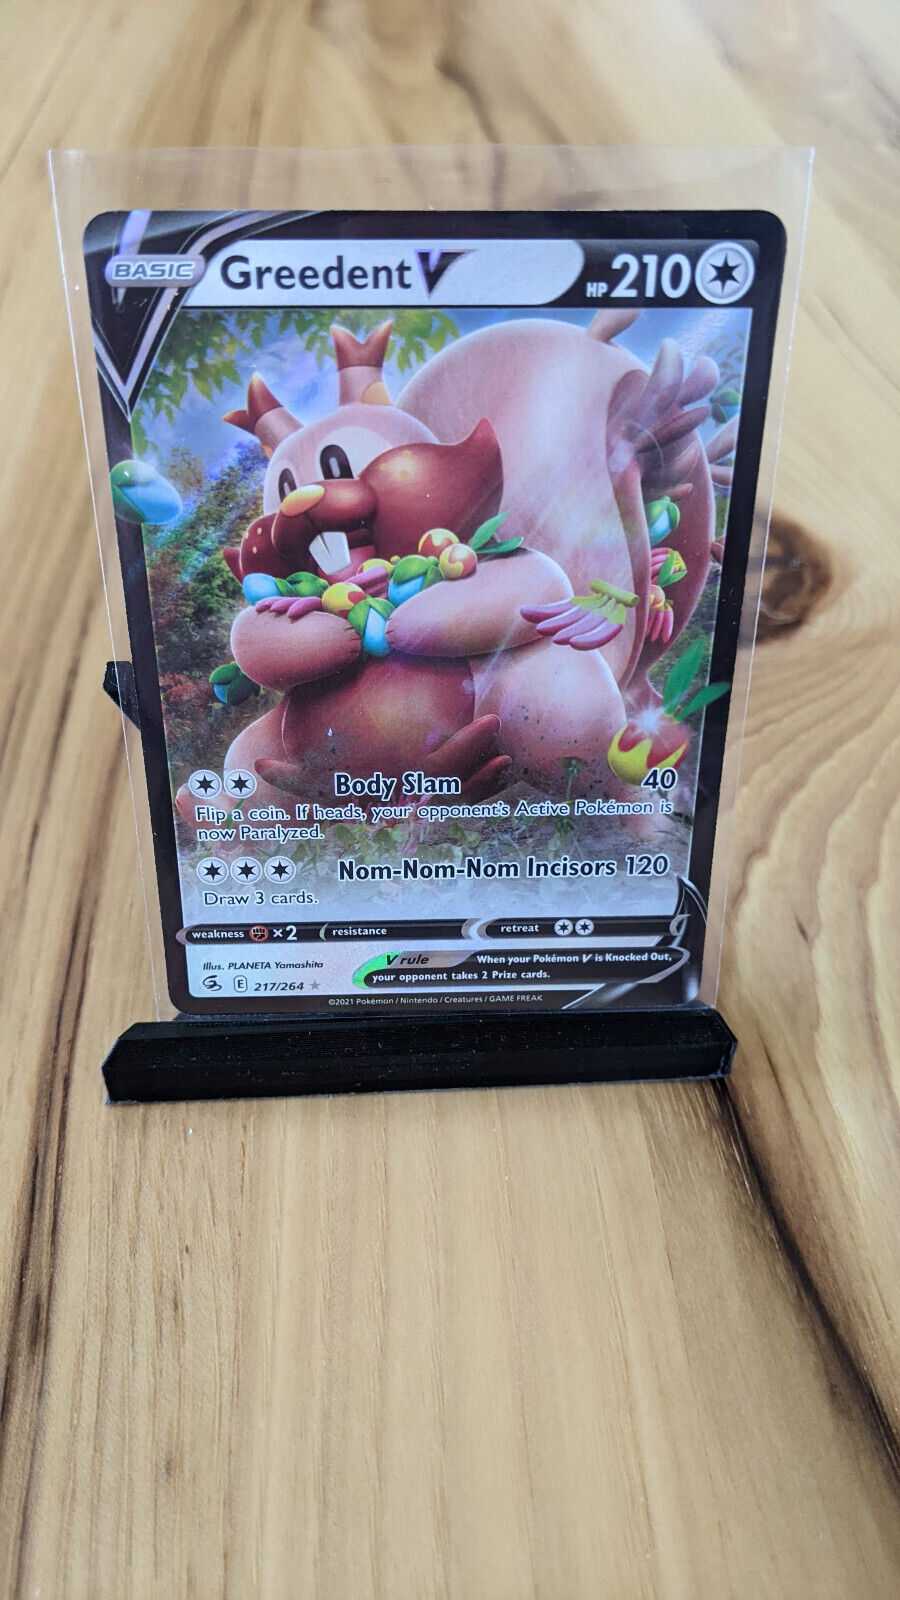 BASIC Greedent V HP 210
Body Slam 40
Flip a coin. If heads, your opponent's Active Pokémon is
now Paralyzed.
Nom-Nom-Nom Incisors 120
Draw 3 cards.
weakness ×2 resistance retreat
Illus. PLANETA Yamashita
V rule When your Pokémon V is Knocked Out,
your opponent takes 2 Prize cards.
E 217/264
©2021 Pokémon / Nintendo / Creatures / GAME FREAK